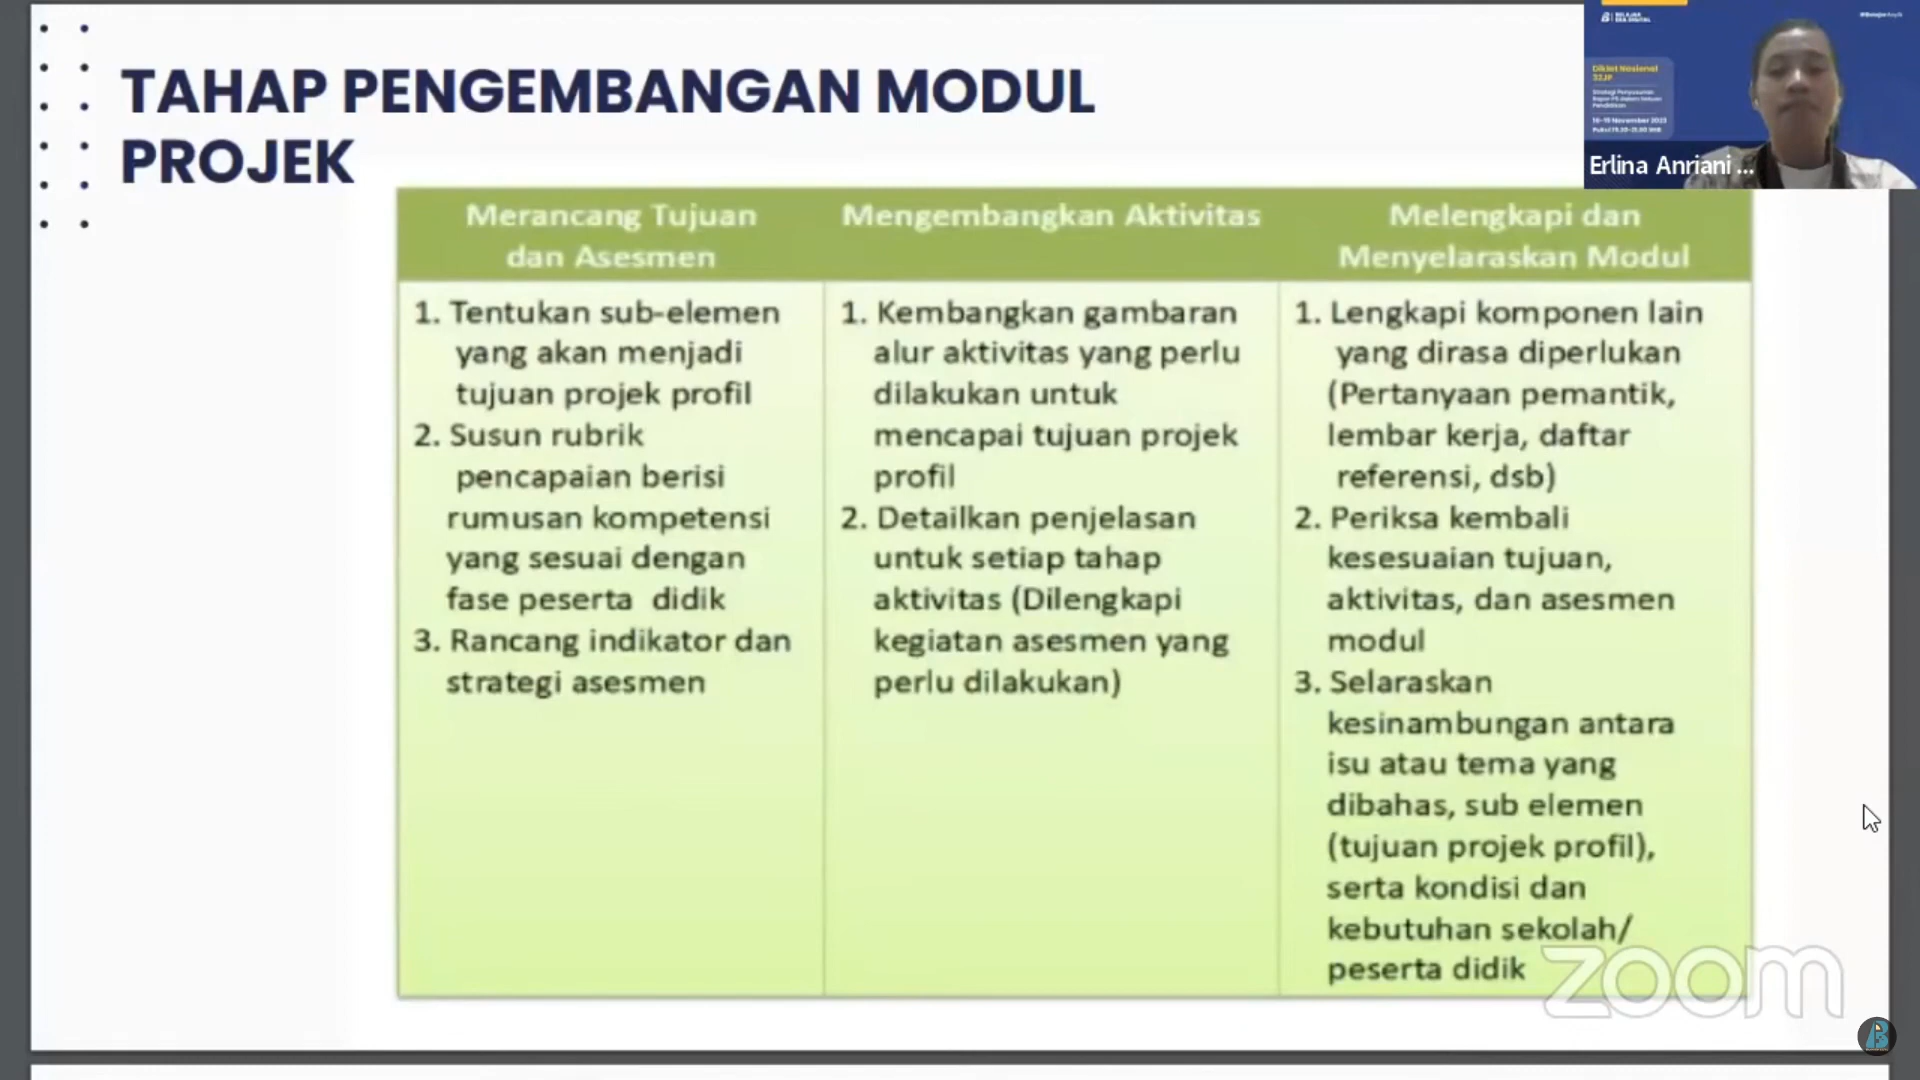 TAHAP PENGEMBANGAN MODUL
PROJEK
Merancang Tujuan
dan Asesmen
1. Tentukan sub-elemen
yang akan menjadi
tujuan projek profil
2. Susun rubrik
pencapaian berisi
rumusan kompetensi
yang sesuai dengan
fase peserta didik
3. Rancang indikator dan
strategi asesmen
Mengembangkan Aktivitas
1. Kembangkan gambaran
alur aktivitas yang perlu
dilakukan untuk
mencapai tujuan projek
profil
2. Detailkan penjelasan
untuk setiap tahap
aktivitas (Dilengkapi
kegiatan asesmen yang
perlu dilakukan)
Melengkapi dan
Menyelaraskan Modul
1. Lengkapi komponen lain
yang dirasa diperlukan
(Pertanyaan pemantik,
lembar kerja, daftar
referensi, dsb)
2. Periksa kembali
kesesuaian tujuan,
aktivitas, dan asesmen
modul
3. Selaraskan
kesinambungan antara
isu atau tema yang
dibahas, sub elemen
(tujuan projek profil),
serta kondisi dan
kebutuhan sekolah/
peserta didik
Diklat Nasional
32JP
Strategi Penyusunan
Erlina Anriani ...
zoom